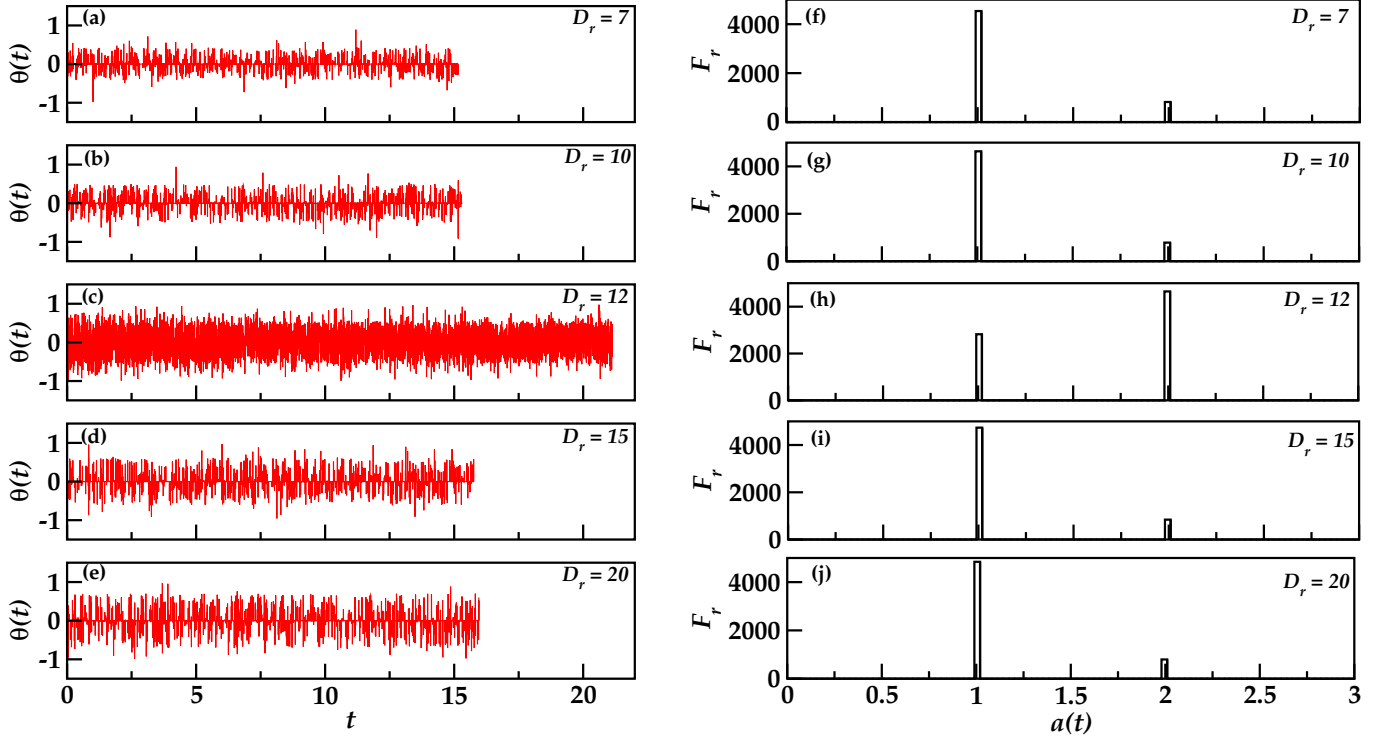 (a) D_r = 7
1
0
-1
θ(t)
(b) D_r = 10
1
0
-1
θ(t)
(c) D_r = 12
1
0
-1
θ(t)
(d) D_r = 15
1
0
-1
θ(t)
(e) D_r = 20
1
0
-1
θ(t)
0 5 10 15 20
t
(f) D_r = 7
4000
2000
0
F_r
(g) D_r = 10
4000
2000
0
F_r
(h) D_r = 12
4000
2000
0
F_r
(i) D_r = 15
4000
2000
0
F_r
(j) D_r = 20
4000
2000
0
F_r
0 0.5 1 1.5 2 2.5 3
a(t)